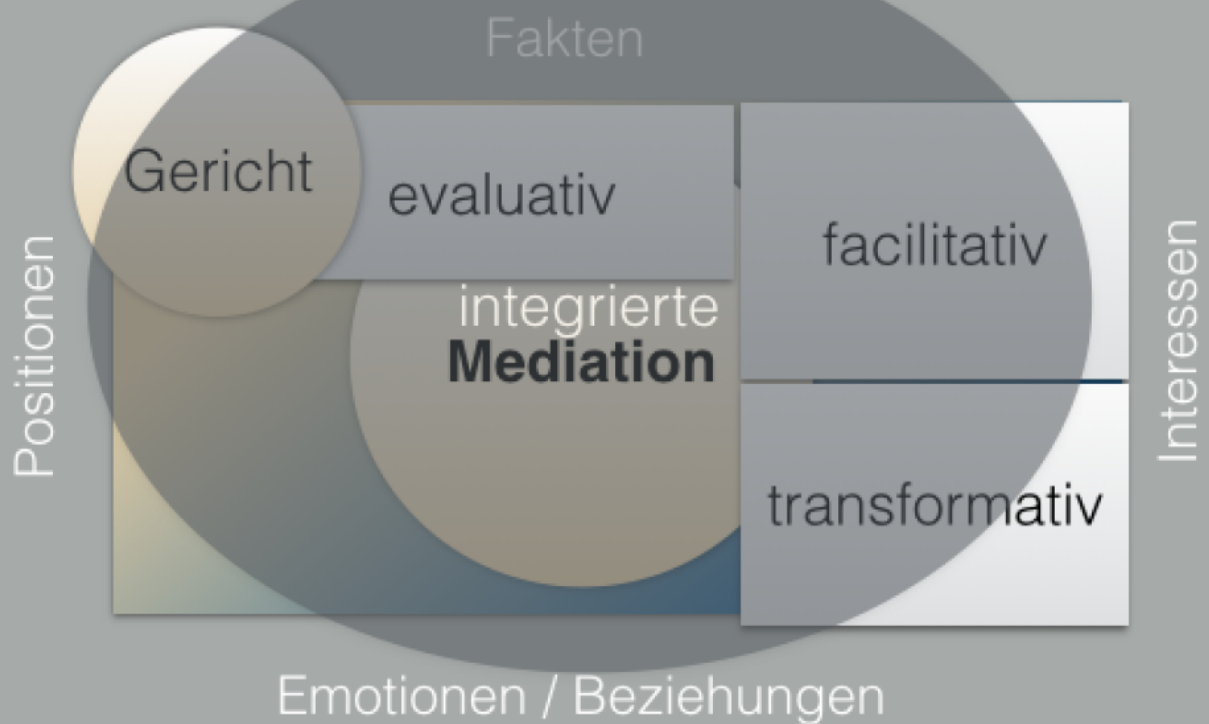 Fakten
Gericht
evaluativ
facilitativ
integrierte
Mediation
transformativ
Positionen
Interessen
Emotionen / Beziehungen